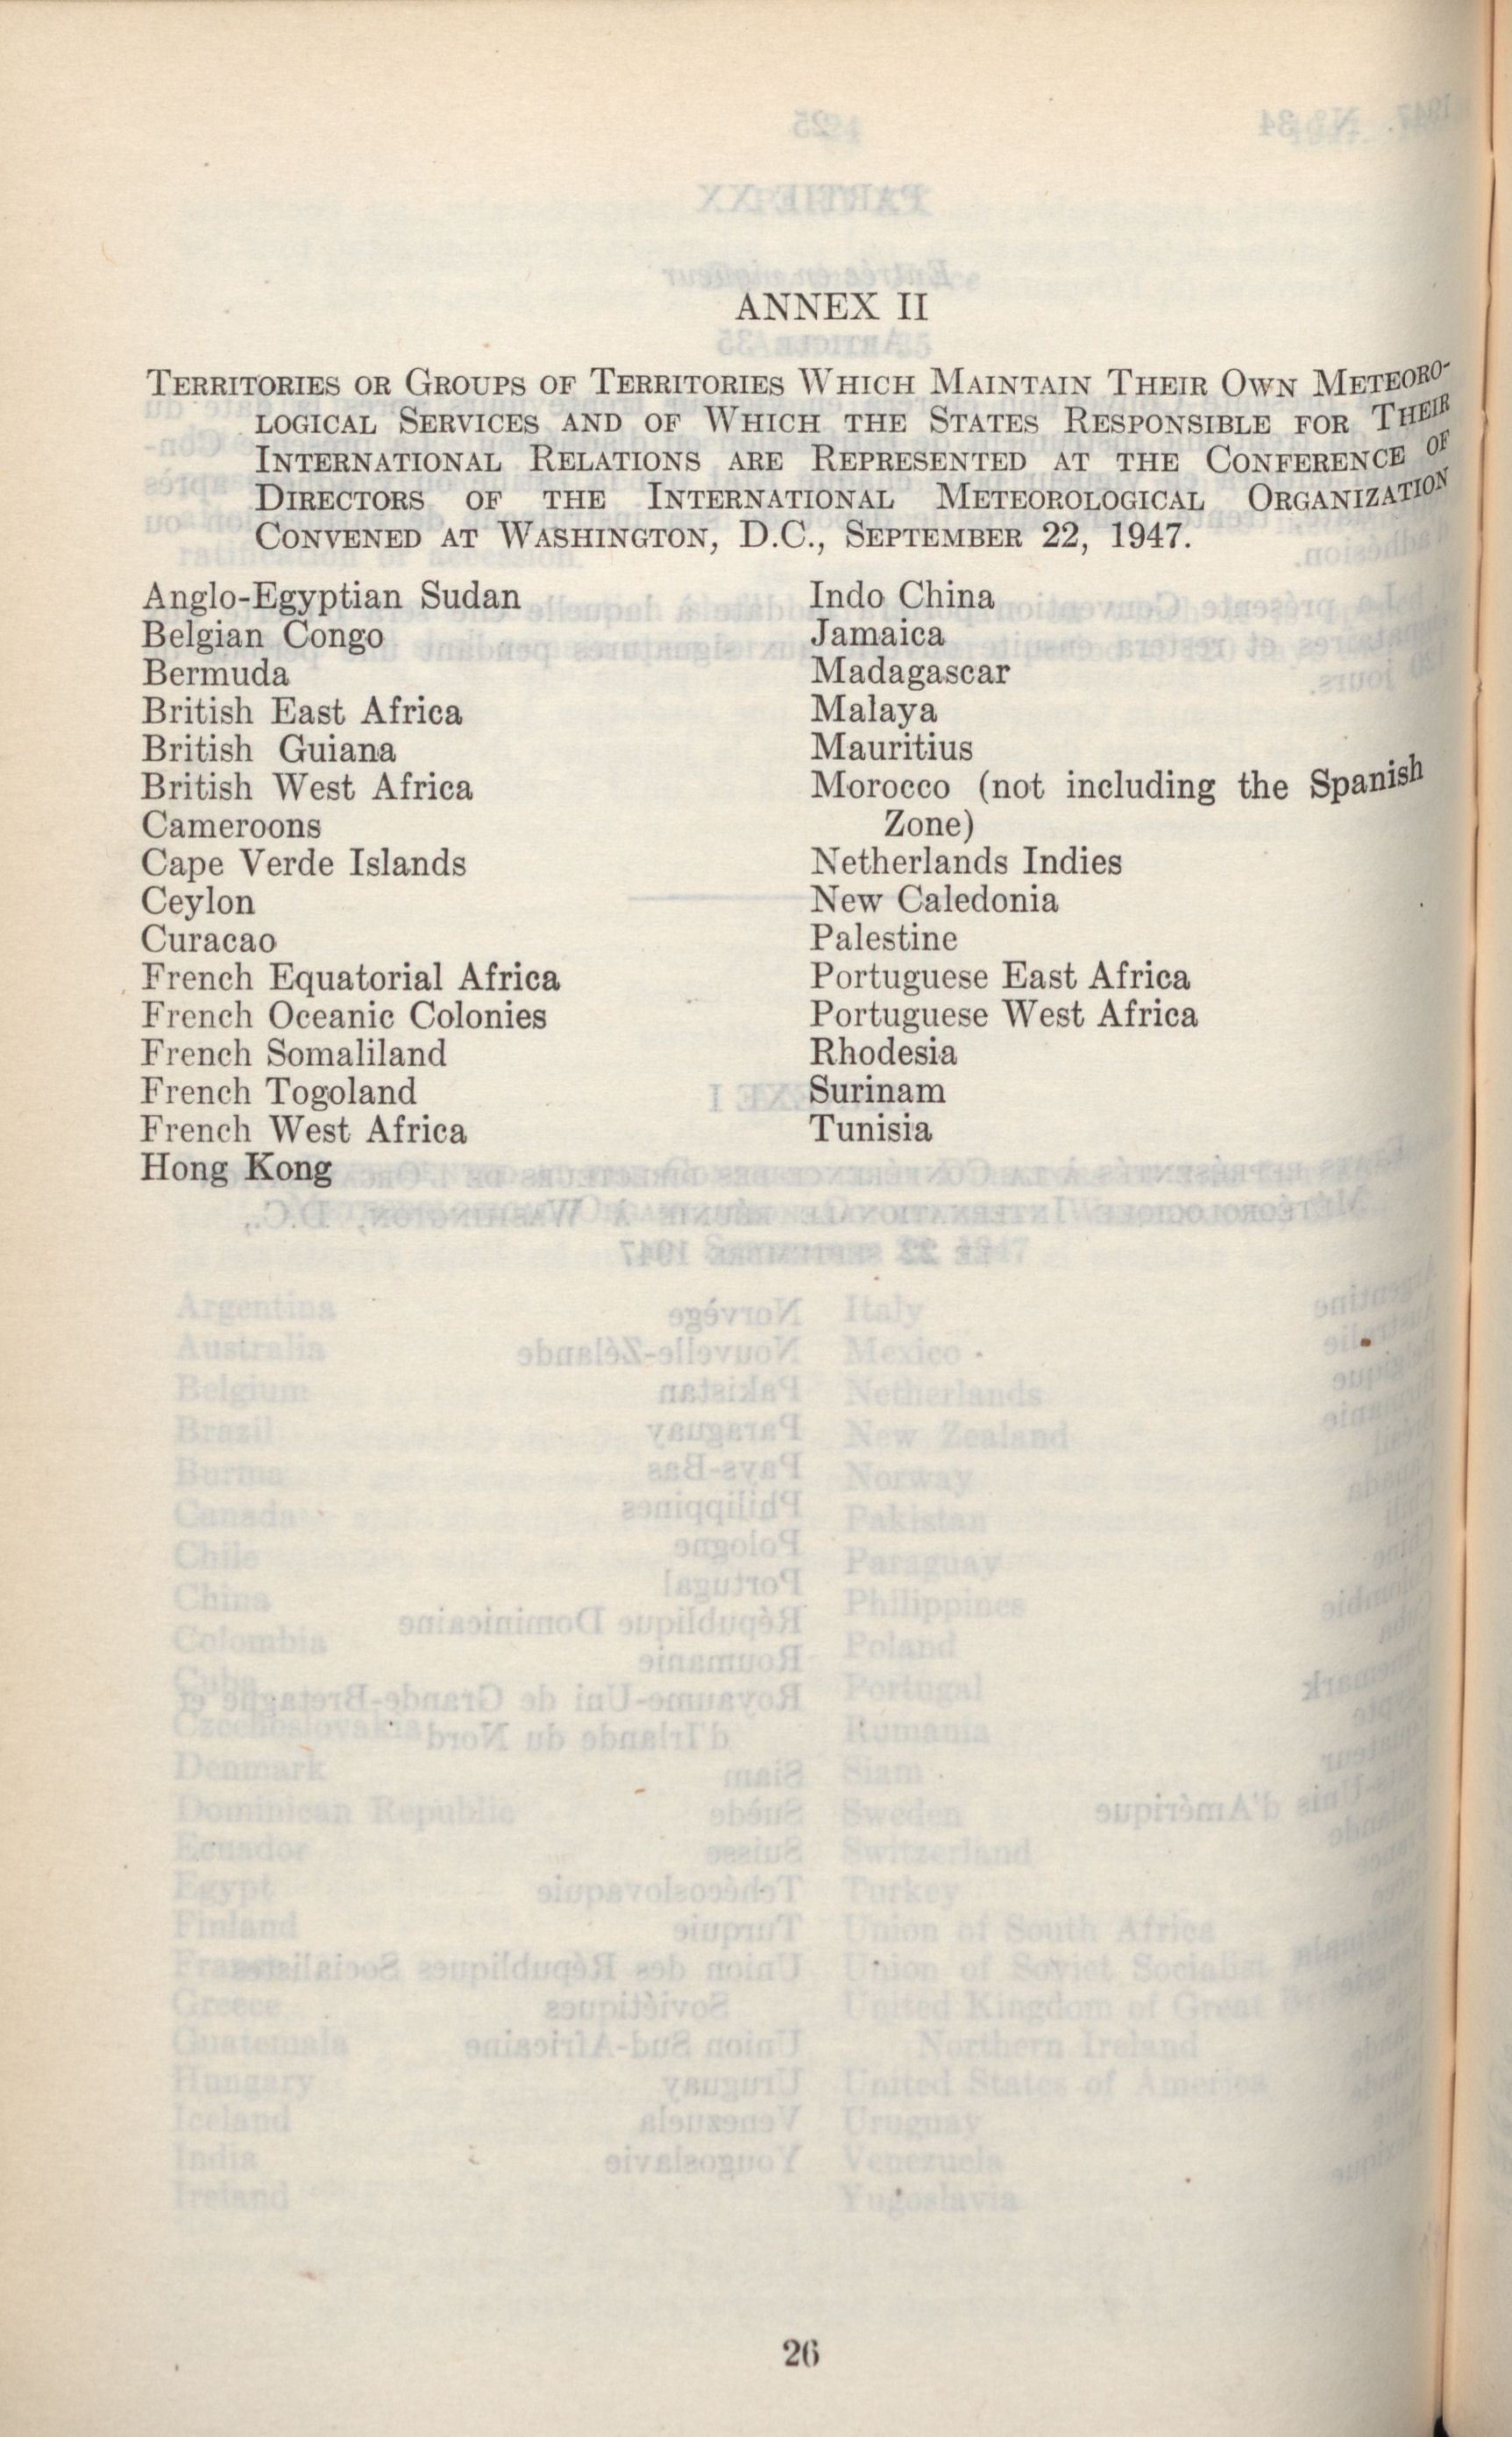 ANNEX II
Territories or Groups of Territories Which Maintain Their Own Meteoro-
logical Services and of Which the States Responsible for Their
International Relations are Represented at the Conference of
Directors of the International Meteorological Organization
Convened at Washington, D.C., September 22, 1947.
Anglo-Egyptian Sudan
Belgian Congo
Bermuda
British East Africa
British Guiana
British West Africa
Cameroons
Cape Verde Islands
Ceylon
Curacao
French Equatorial Africa
French Oceanic Colonies
French Somaliland
French Togoland
French West Africa
Hong Kong
Indo China
Jamaica
Madagascar
Malaya
Mauritius
Morocco (not including the Spanish
Zone)
Netherlands Indies
New Caledonia
Palestine
Portuguese East Africa
Portuguese West Africa
Rhodesia
Surinam
Tunisia
26